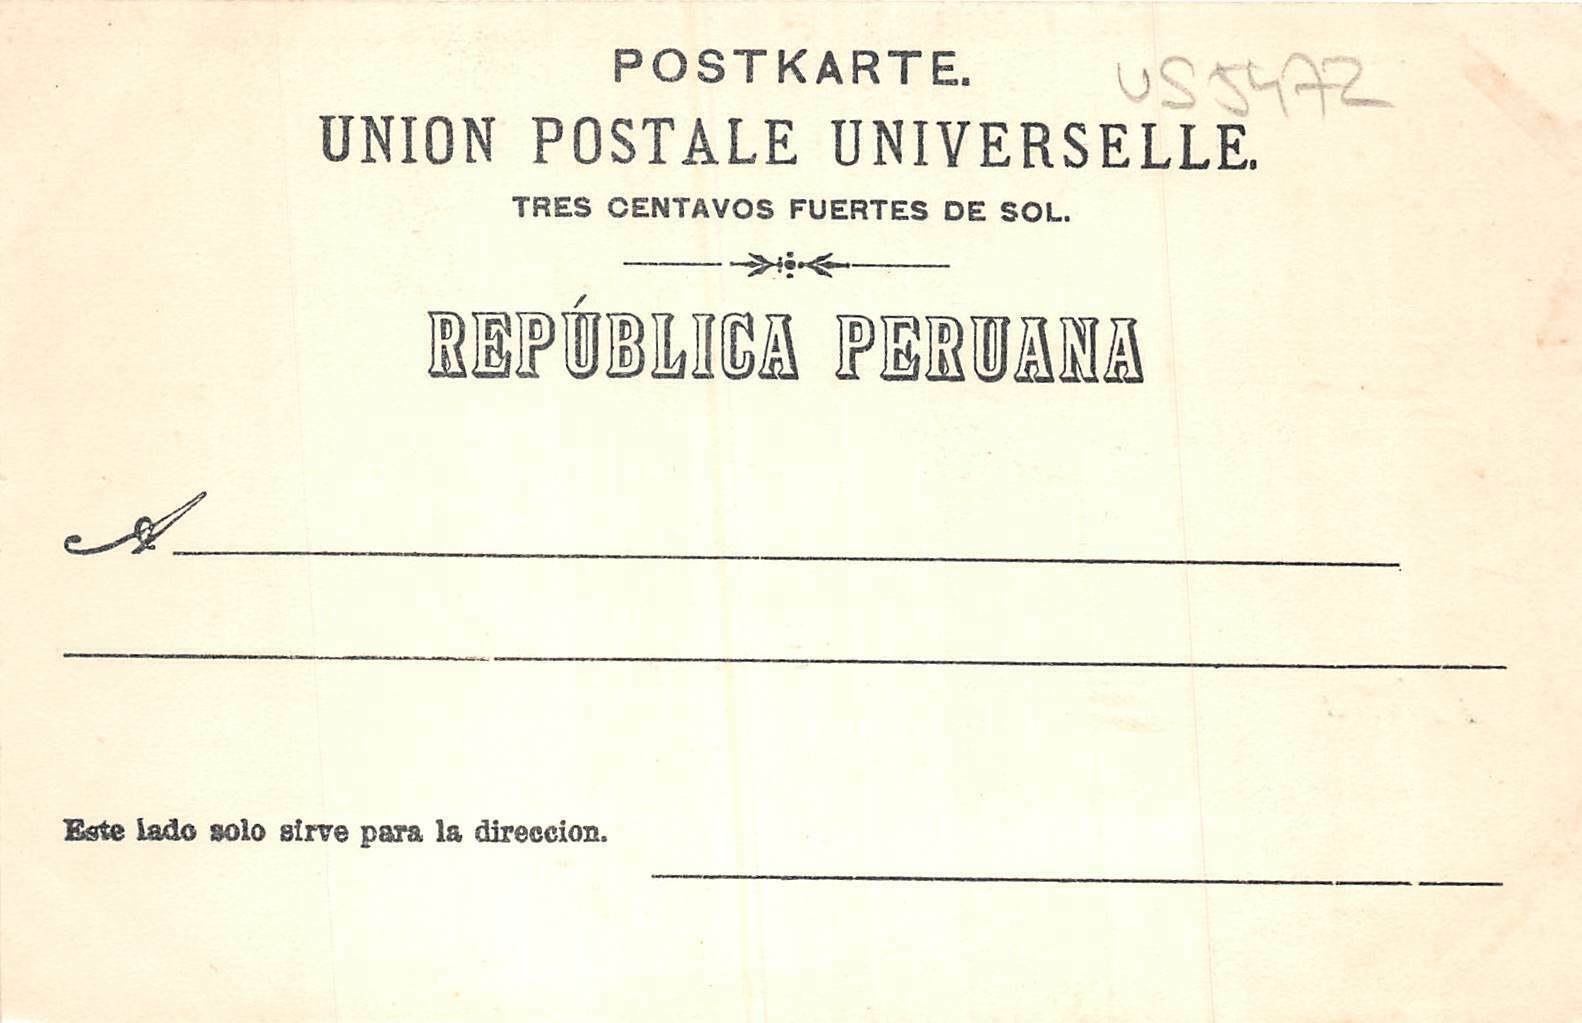 POSTKARTE.
US5472
UNION POSTALE UNIVERSELLE.
TRES CENTAVOS FUERTES DE SOL.
REPÚBLICA PERUANA
A
Este lado solo sirve para la direccion.